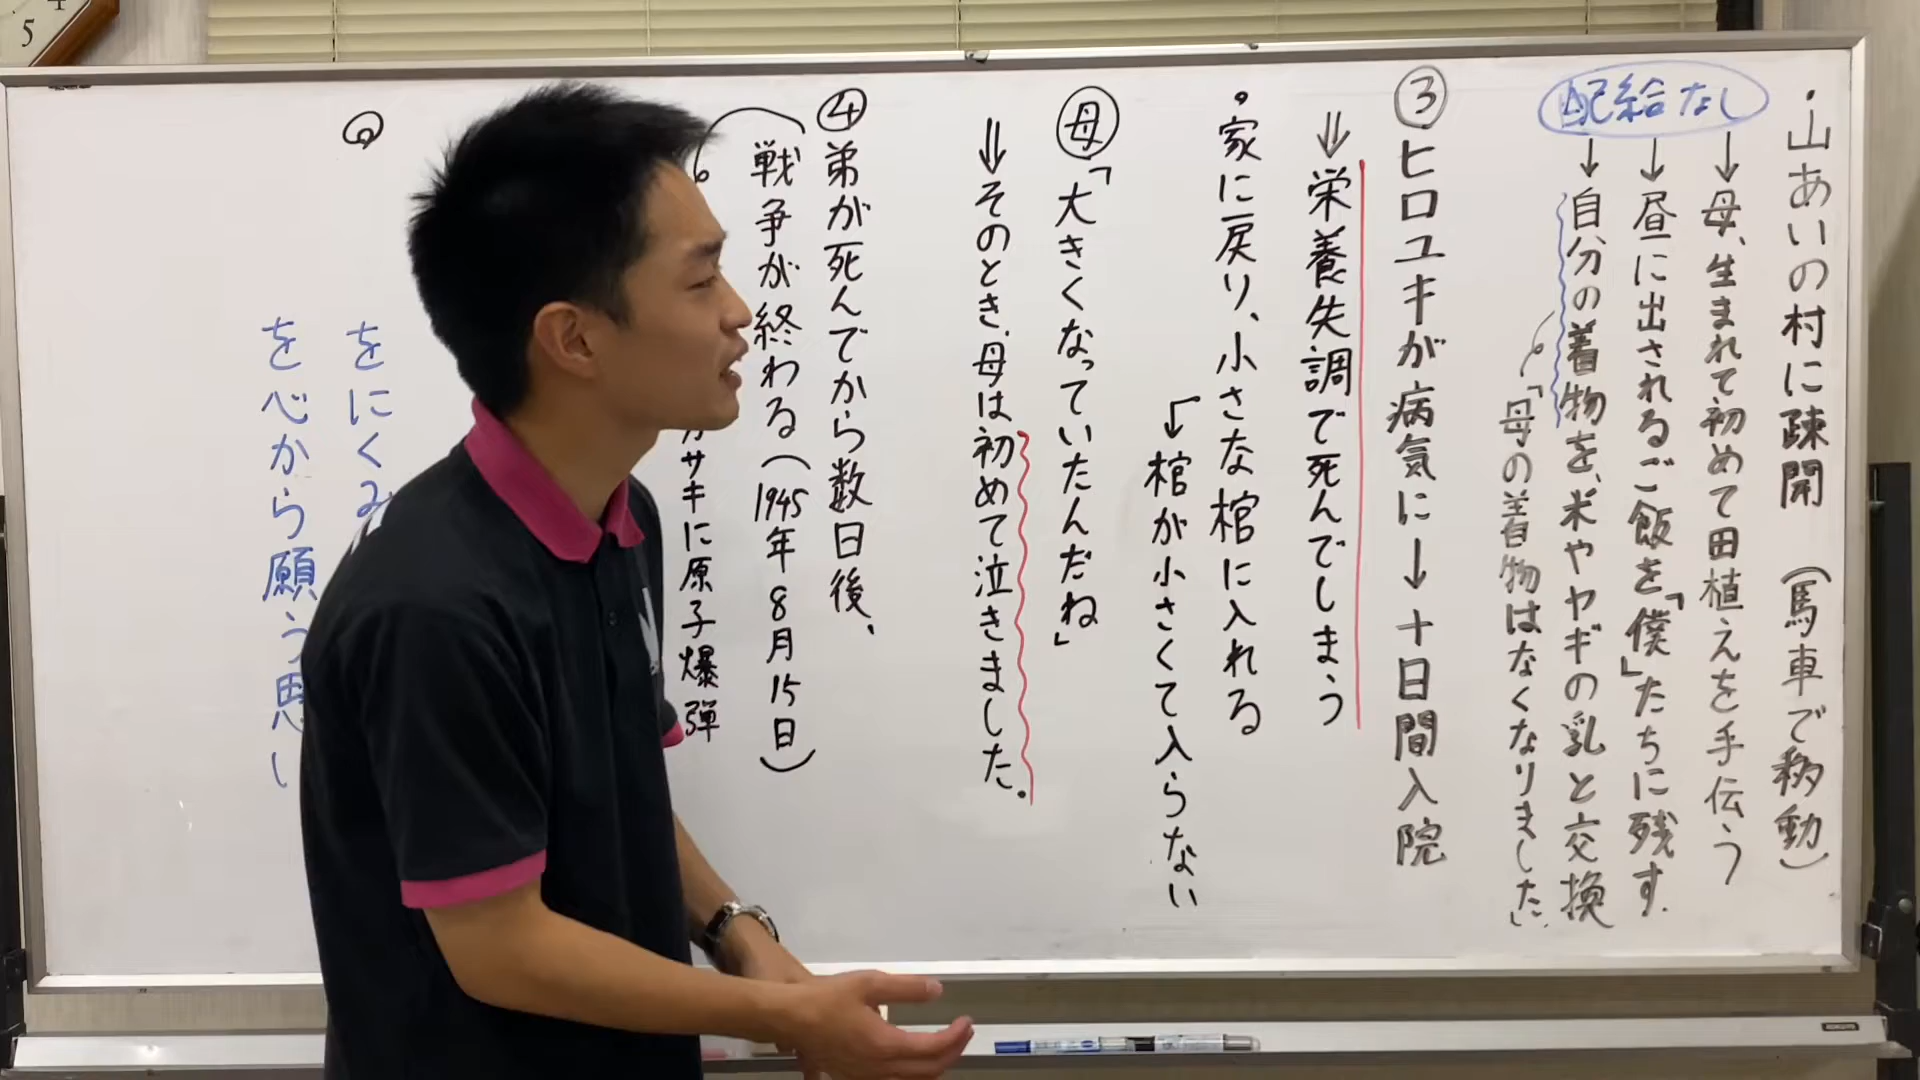 ・山あいの村に疎開(馬車で移動)
配給なし
↓母、生まれて初めて田植えを手伝う
↓昼に出されるご飯を「僕」たちに残す.
↓自分の着物を、米やヤギの乳と交換
「母の着物はなくなりました」.
③ヒロユキが病気に→十日間入院
⇓栄養失調で死んでしまう
・家に戻り、小さな棺に入れる
棺が小さくて入らない
母「大きくなっていたんだね」
⇓そのとき、母は初めて泣きました。
④弟が死んでから数日後、
戦争が終わる(1945年8月15日)
サキに原子爆弾
をにくみ
を心から願う思い
5